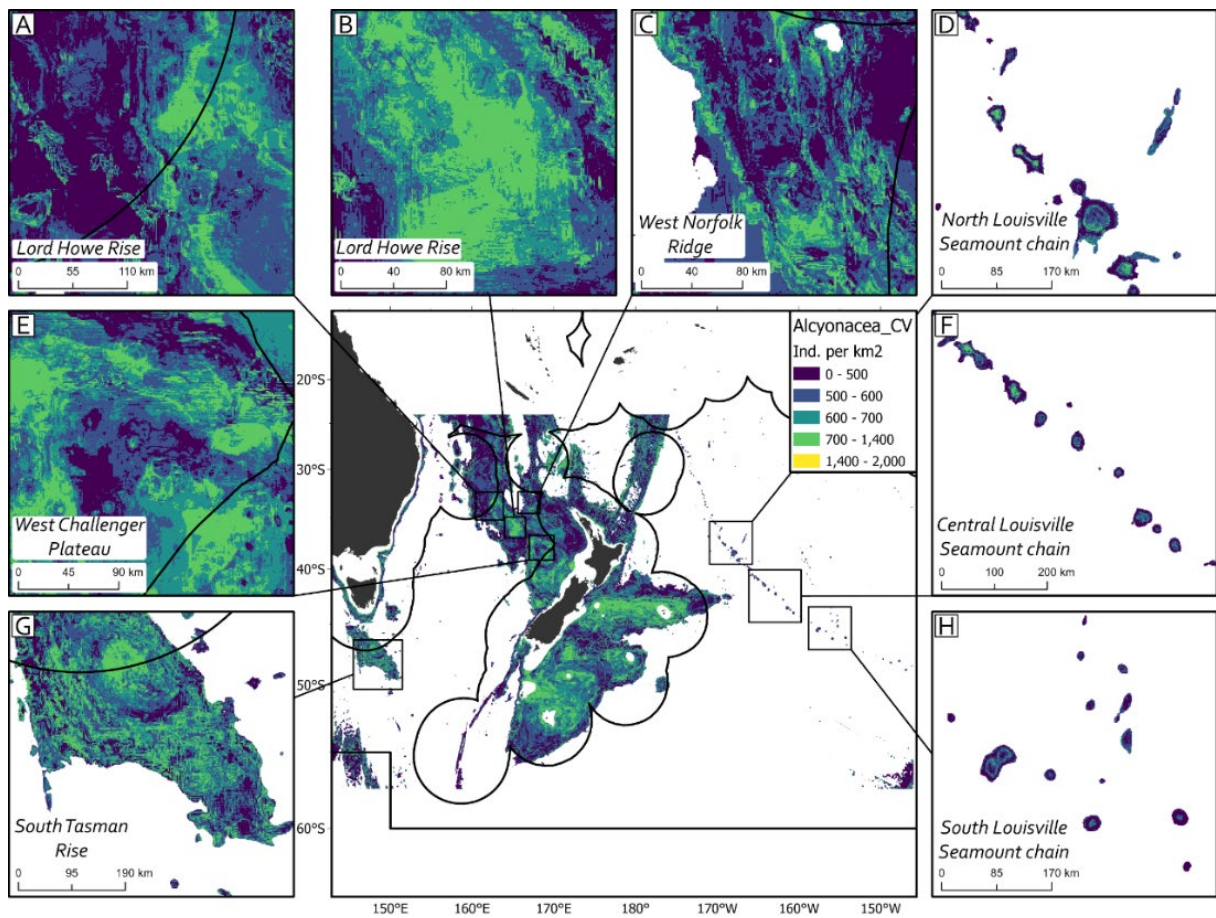 A
Lord Howe Rise
0 55 110 km
B
Lord Howe Rise
0 40 80 km
C
West Norfolk
Ridge
0 40 80 km
D
North Louisville
Seamount chain
0 85 170 km
E
West Challenger
Plateau
0 45 90 km
Alcyonacea_CV
Ind. per km2
0 - 500
500 - 600
600 - 700
700 - 1,400
1,400 - 2,000
20°S
30°S
40°S
50°S
60°S
150°E
160°E
170°E
180°
170°W
160°W
150°W
F
Central Louisville
Seamount chain
0 100 200 km
G
South Tasman
Rise
0 95 190 km
H
South Louisville
Seamount chain
0 85 170 km